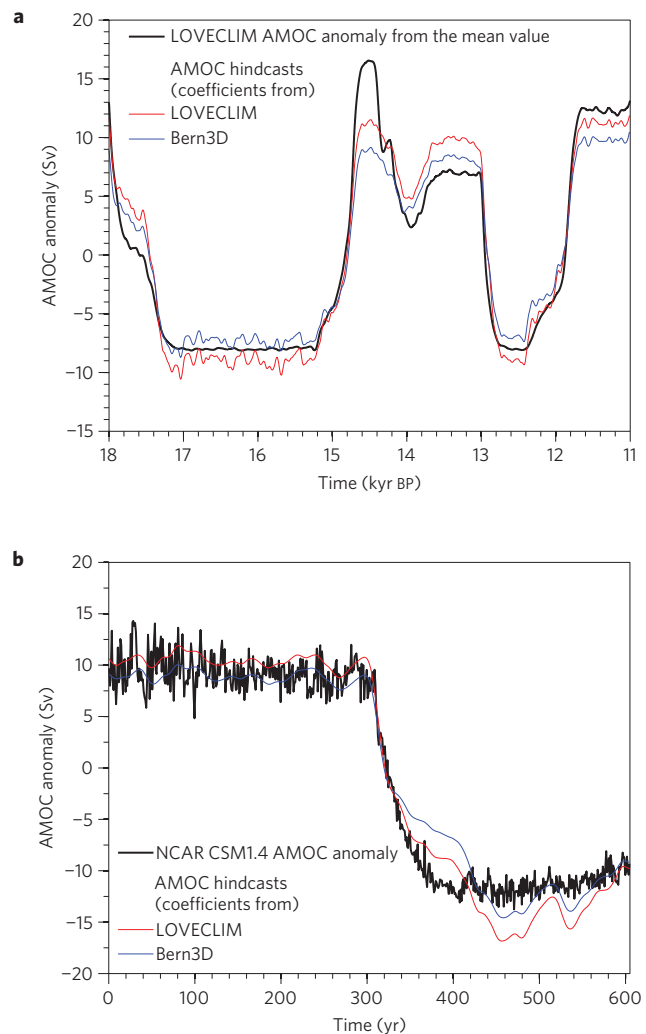 a
20
15
10
5
0
−5
−10
−15
AMOC anomaly (Sv)
LOVECLIM AMOC anomaly from the mean value
AMOC hindcasts
(coefficients from)
LOVECLIM
Bern3D
18 17 16 15 14 13 12 11
Time (kyr BP)
b
20
15
10
5
0
−5
−10
−15
−20
AMOC anomaly (Sv)
NCAR CSM1.4 AMOC anomaly
AMOC hindcasts
(coefficients from)
LOVECLIM
Bern3D
0 100 200 300 400 500 600
Time (yr)